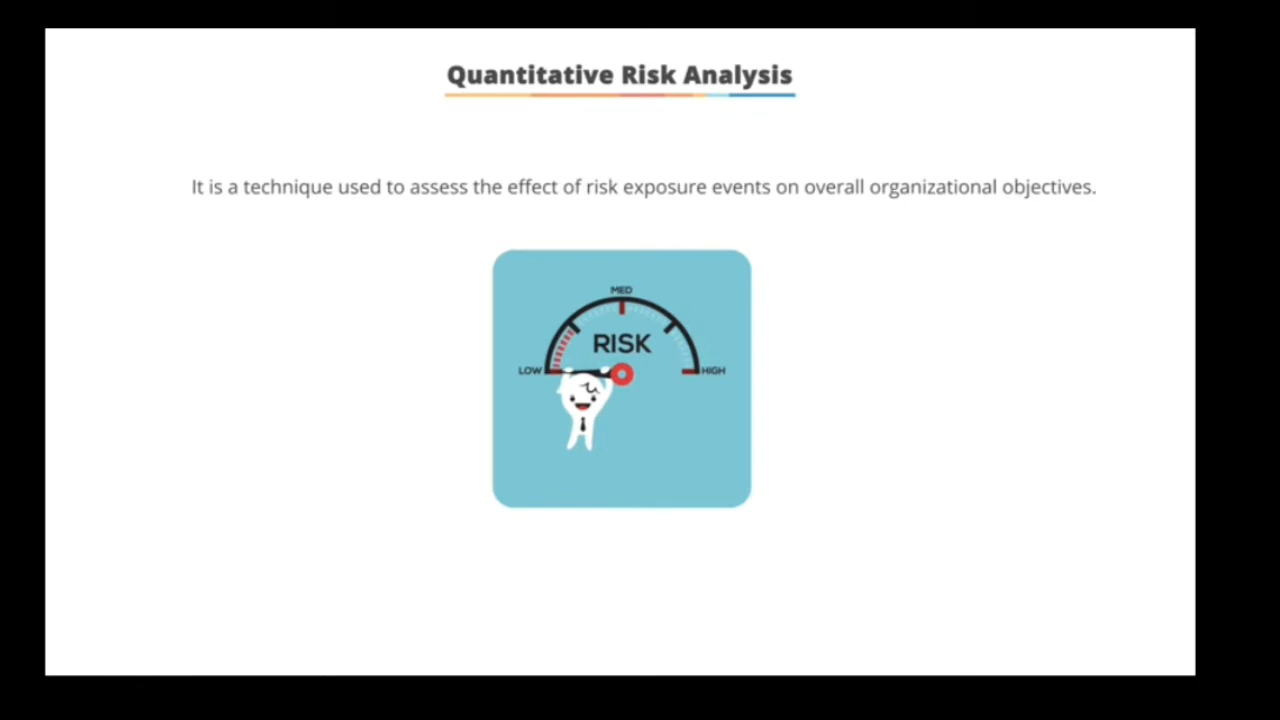 Quantitative Risk Analysis
It is a technique used to assess the effect of risk exposure events on overall organizational objectives.
MED
RISK
LOW
HIGH